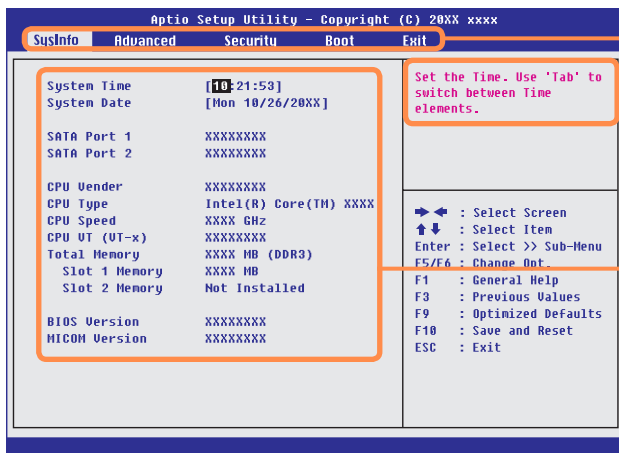 Aptio Setup Utility – Copyright (C) 20XX xxxx
SysInfo Advanced Security Boot Exit
System Time [10:21:53]
System Date [Mon 10/26/20XX]
SATA Port 1 XXXXXXXX
SATA Port 2 XXXXXXXX
CPU Vender XXXXXXXX
CPU Type Intel(R) Core(TM) XXXX
CPU Speed XXXX GHz
CPU VT (VT-x) XXXXXXXX
Total Memory XXXX MB (DDR3)
Slot 1 Memory XXXX MB
Slot 2 Memory Not Installed
BIOS Version XXXXXXXX
MICOM Version XXXXXXXX
Set the Time. Use 'Tab' to
switch between Time
elements.
: Select Screen
: Select Item
Enter : Select >> Sub-Menu
F5/F6 : Change Opt.
F1 : General Help
F3 : Previous Values
F9 : Optimized Defaults
F10 : Save and Reset
ESC : Exit